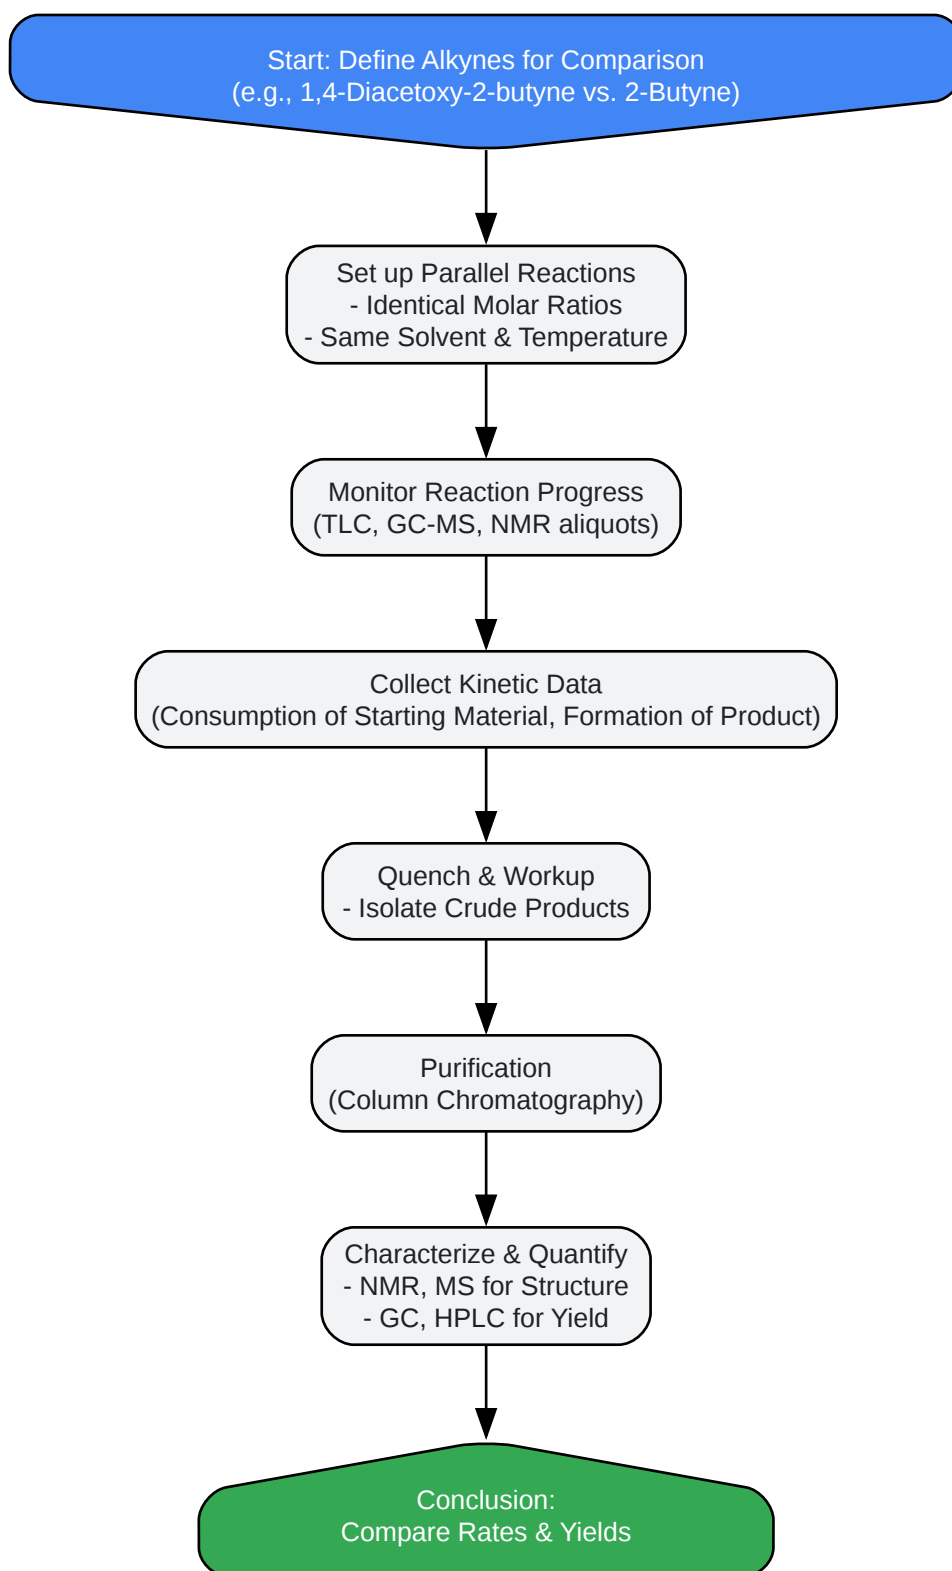 Start: Define Alkynes for Comparison
(e.g., 1,4-Diacetoxy-2-butyne vs. 2-Butyne)
Set up Parallel Reactions
- Identical Molar Ratios
- Same Solvent & Temperature
Monitor Reaction Progress
(TLC, GC-MS, NMR aliquots)
Collect Kinetic Data
(Consumption of Starting Material, Formation of Product)
Quench & Workup
- Isolate Crude Products
Purification
(Column Chromatography)
Characterize & Quantify
- NMR, MS for Structure
- GC, HPLC for Yield
Conclusion:
Compare Rates & Yields